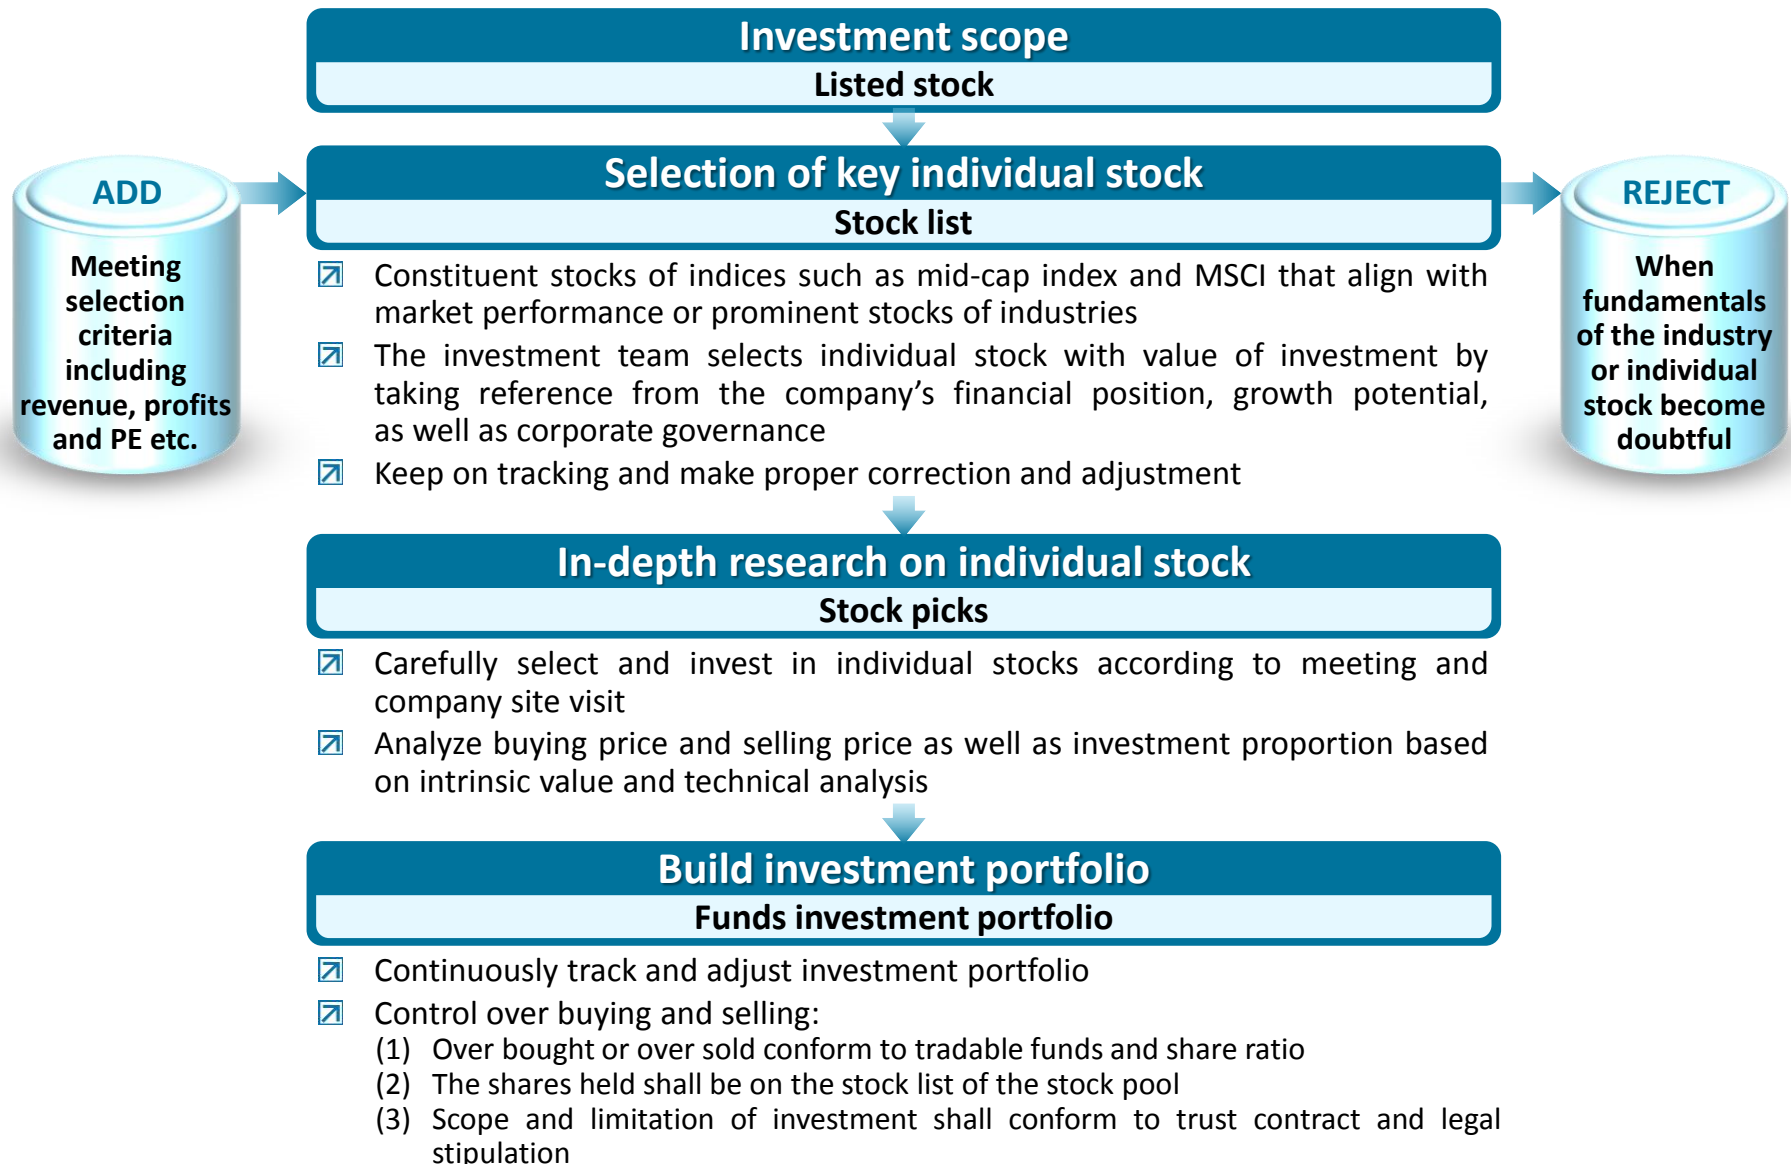 Investment scope
Listed stock
ADD
Meeting
selection
criteria
including
revenue, profits
and PE etc.
Selection of key individual stock
Stock list
REJECT
When
fundamentals
of the industry
or individual
stock become
doubtful
Constituent stocks of indices such as mid-cap index and MSCI that align with
market performance or prominent stocks of industries
The investment team selects individual stock with value of investment by
taking reference from the company’s financial position, growth potential,
as well as corporate governance
Keep on tracking and make proper correction and adjustment
In-depth research on individual stock
Stock picks
Carefully select and invest in individual stocks according to meeting and
company site visit
Analyze buying price and selling price as well as investment proportion based
on intrinsic value and technical analysis
Build investment portfolio
Funds investment portfolio
Continuously track and adjust investment portfolio
Control over buying and selling:
(1) Over bought or over sold conform to tradable funds and share ratio
(2) The shares held shall be on the stock list of the stock pool
(3) Scope and limitation of investment shall conform to trust contract and legal
stipulation